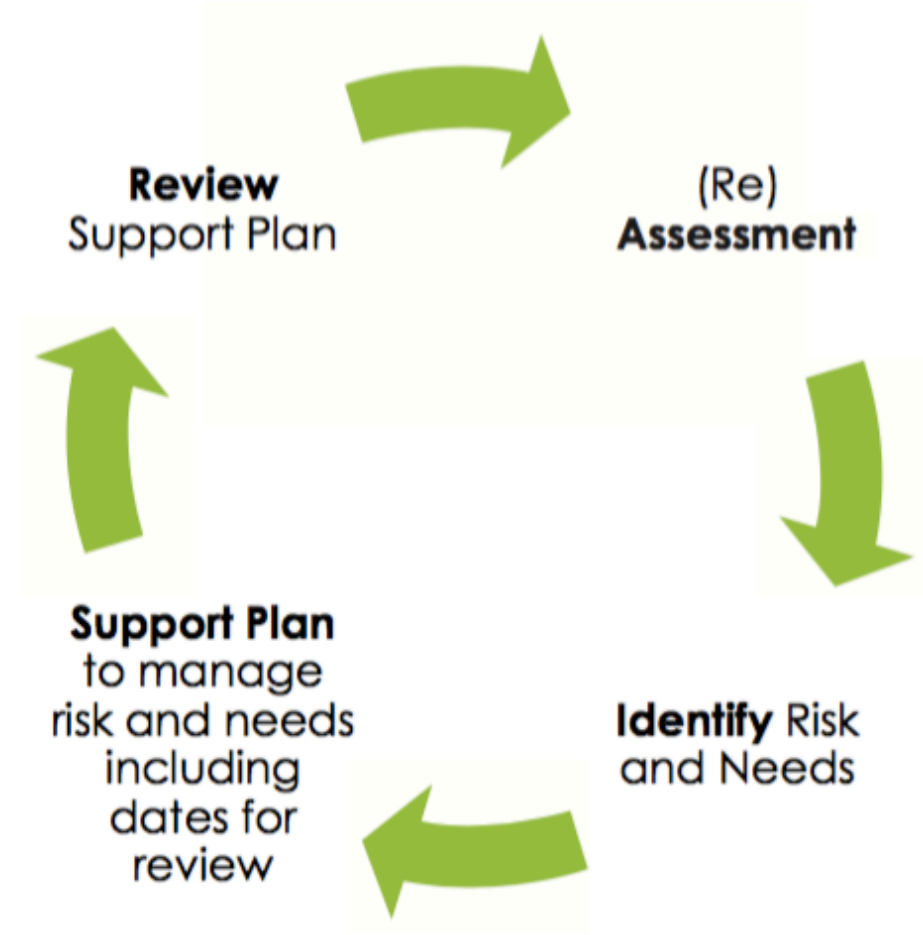 Review
Support Plan
(Re)
Assessment
Support Plan
to manage
risk and needs
including
dates for
review
Identify Risk
and Needs